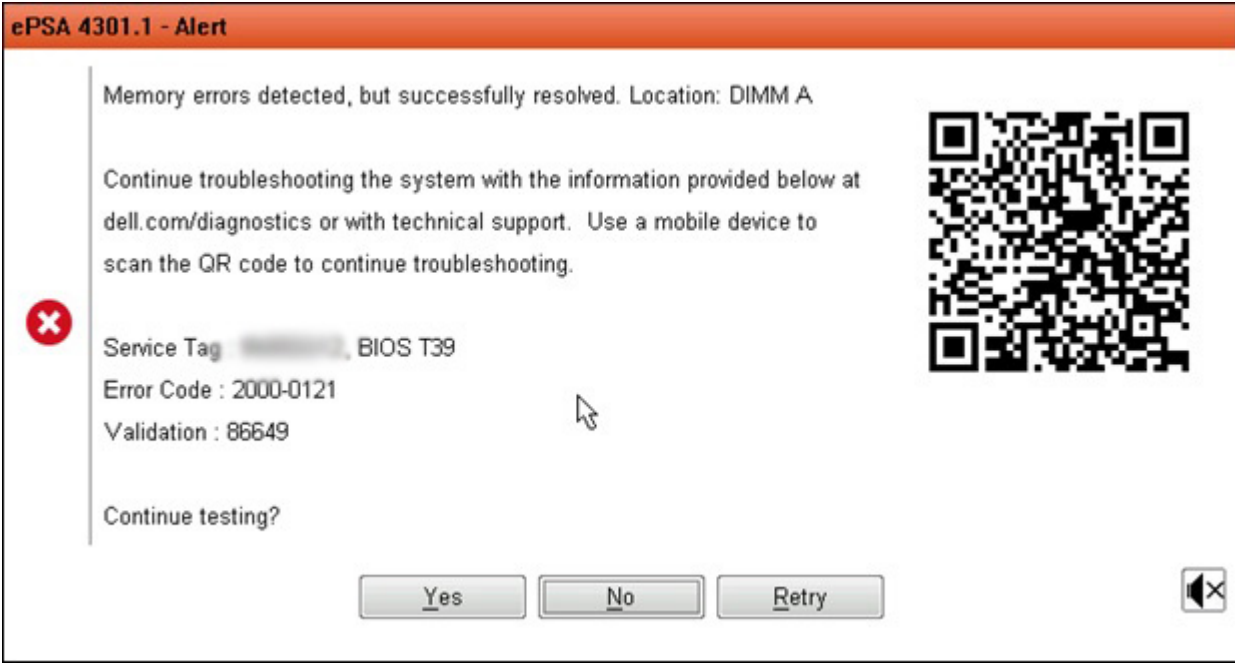 ePSA 4301.1 - Alert
Memory errors detected, but successfully resolved. Location: DIMM A
Continue troubleshooting the system with the information provided below at
dell.com/diagnostics or with technical support.  Use a mobile device to
scan the QR code to continue troubleshooting.
Service Tag : , BIOS T39
Error Code : 2000-0121
Validation : 86649
Continue testing?
Yes
No
Retry